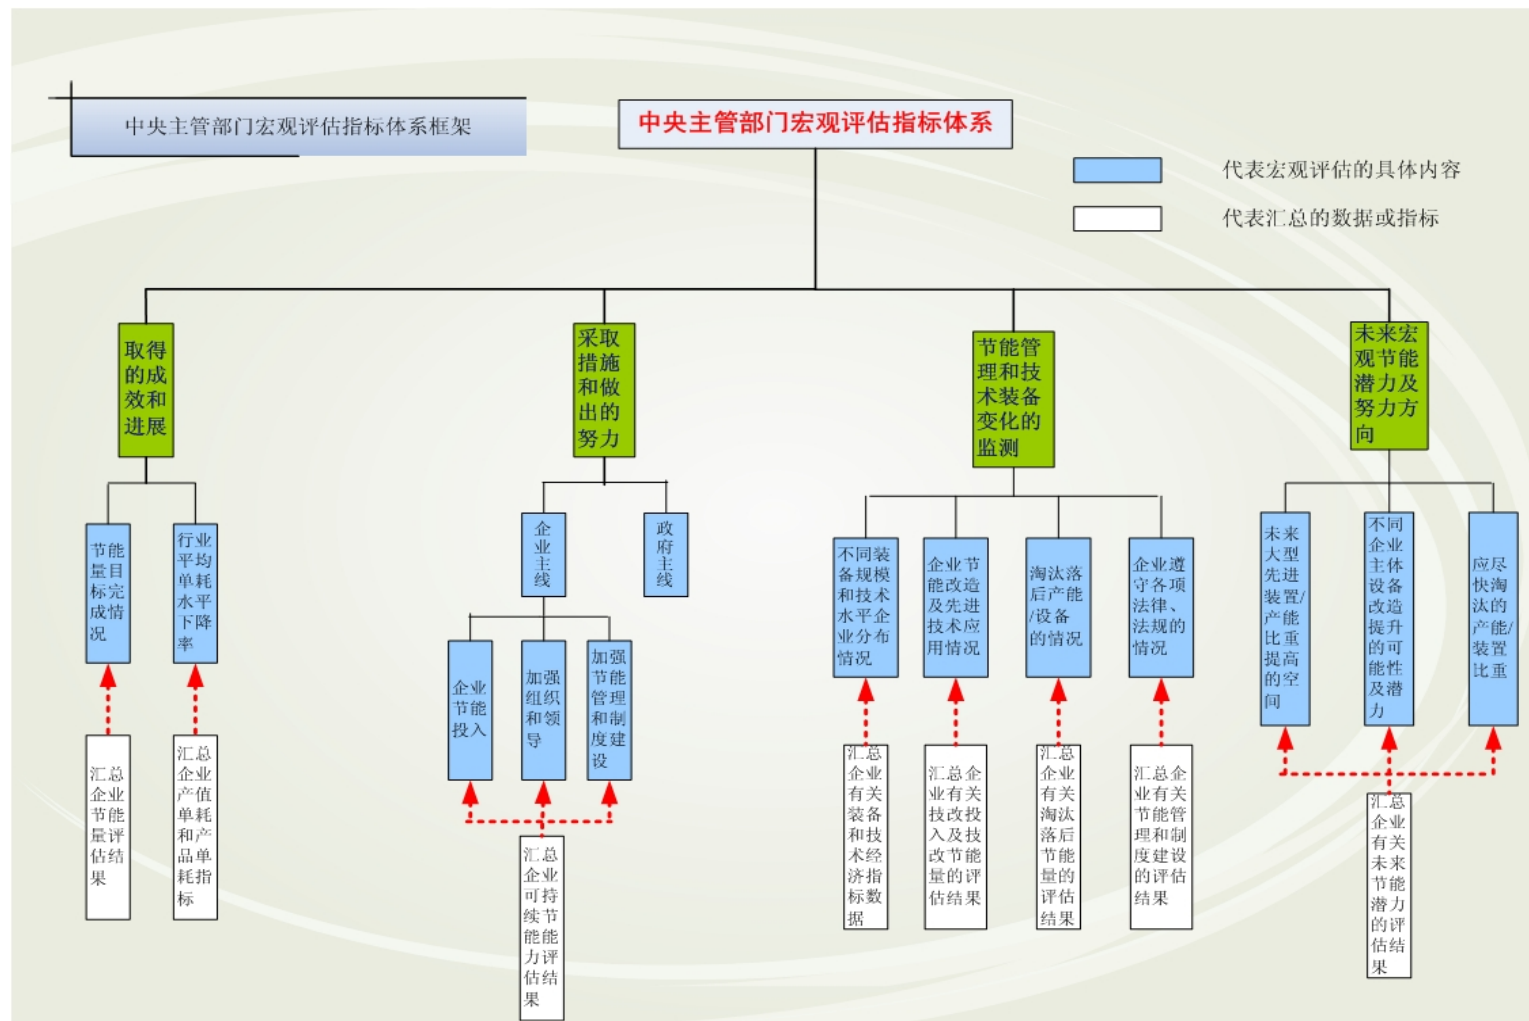 中央主管部门宏观评估指标体系框架
中央主管部门宏观评估指标体系
代表宏观评估的具体内容
代表汇总的数据或指标
取得
的成
效和
进展
采取
措施
和做
出的
努力
节能管
理和技
术装备
变化的
监测
未来宏
观节能
潜力及
努力方
向
节能
量目
标完
成情
况
行业
平均
单耗
水平
下降
率
企
业
主
线
政
府
主
线
企业
节能
投入
加强
组织
和领
导
加强
节能
管理
和制
度建
设
不同装
备规模
和技术
水平企
业分布
情况
企业节
能改造
及先进
技术应
用情况
淘汰落
后产能
/设备
的情况
企业遵
守各项
法律、
法规的
情况
未来
大型
先进
装置/
产能
比重
提高
的空
间
不同
企业
主体
设备
改造
提升
的可
能性
及潜
力
应尽
快淘
汰的
产能/
装置
比重
汇总
企业
节能
量评
估结
果
汇总
企业
产值
单耗
和产
品单
耗指
标
汇总
企业
可持
续节
能能
力评
估结
果
汇总
企业
有关
装备
和技
术经
济指
标数
据
汇总企
业有关
技改投
入及技
改节能
量的评
估结果
汇总
企业
有关
淘汰
落后
节能
量的
评估
结果
汇总企
业有关
节能管
理和制
度建设
的评估
结果
汇总
企业
有关
未来
节能
潜力
的评
估结
果